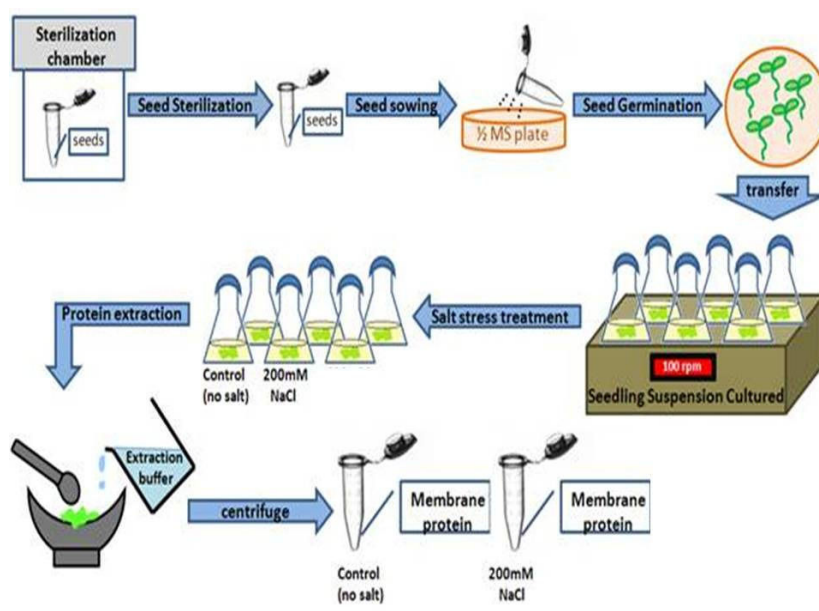 Sterilization
chamber
seeds
Seed Sterilization
seeds
Seed sowing
½ MS plate
Seed Germination
transfer
100 rpm
Seedling Suspension Cultured
Salt stress treatment
Control
(no salt)
200mM
NaCl
Protein extraction
Extraction
buffer
centrifuge
Membrane
protein
Control
(no salt)
Membrane
protein
200mM
NaCl